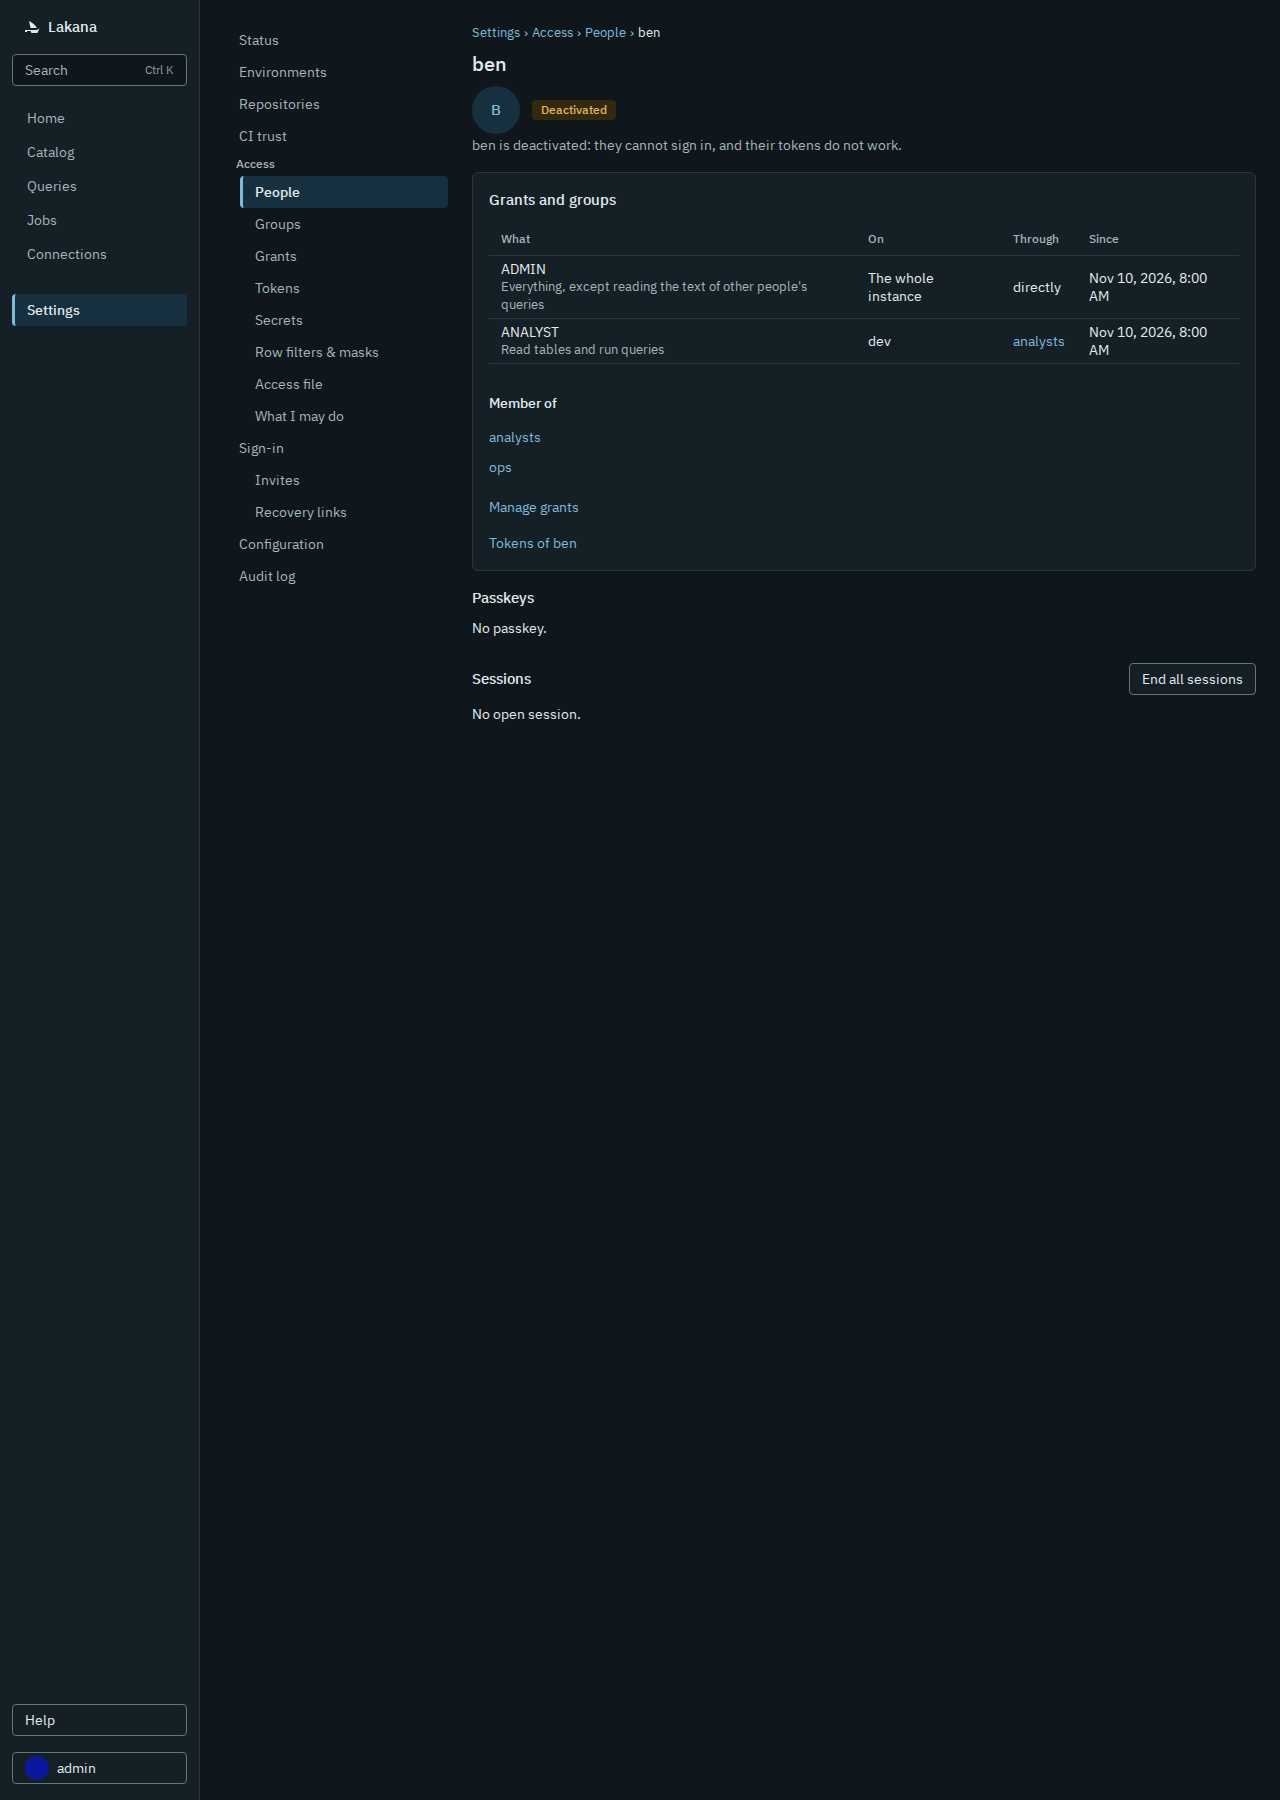 Lakana
Search Ctrl K
Home
Catalog
Queries
Jobs
Connections
Settings
Help
admin
Status
Environments
Repositories
CI trust
Access
People
Groups
Grants
Tokens
Secrets
Row filters & masks
Access file
What I may do
Sign-in
Invites
Recovery links
Configuration
Audit log
Settings › Access › People › ben
ben
B Deactivated
ben is deactivated: they cannot sign in, and their tokens do not work.
Grants and groups
What On Through Since
ADMIN
Everything, except reading the text of other people's
queries
The whole
instance
directly
Nov 10, 2026, 8:00
AM
ANALYST
Read tables and run queries
dev
analysts
Nov 10, 2026, 8:00
AM
Member of
analysts
ops
Manage grants
Tokens of ben
Passkeys
No passkey.
Sessions End all sessions
No open session.